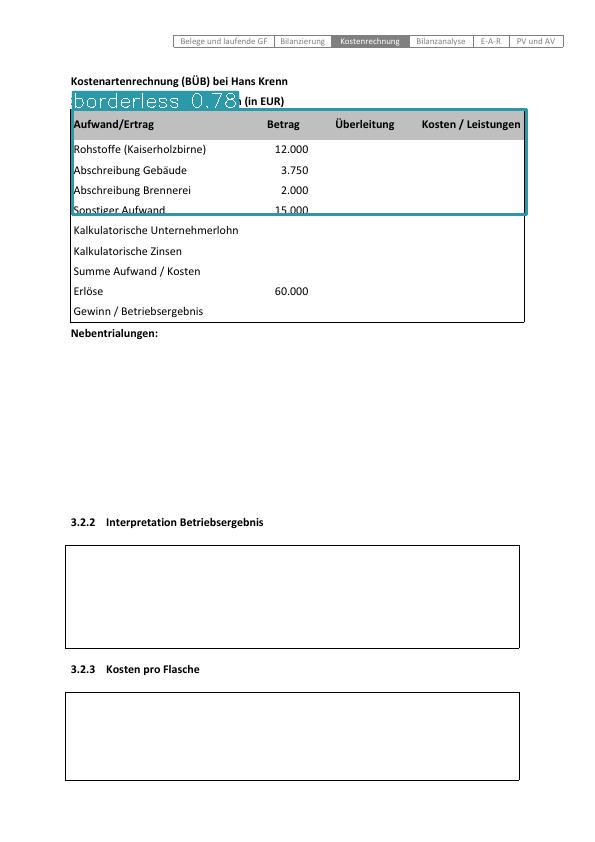 Belege und laufende GF Bilanzierung Kostenrechnung Bilanzanalyse E-A-R PV und AV
Kostenartenrechnung (BÜB) bei Hans Krenn
borderless 0.78 (in EUR)
Aufwand/Ertrag Betrag Überleitung Kosten / Leistungen
Rohstoffe (Kaiserholzbirne) 12.000
Abschreibung Gebäude 3.750
Abschreibung Brennerei 2.000
Sonstiger Aufwand 15.000
Kalkulatorische Unternehmerlohn
Kalkulatorische Zinsen
Summe Aufwand / Kosten
Erlöse 60.000
Gewinn / Betriebsergebnis
Nebentrialungen:
3.2.2 Interpretation Betriebsergebnis
3.2.3 Kosten pro Flasche